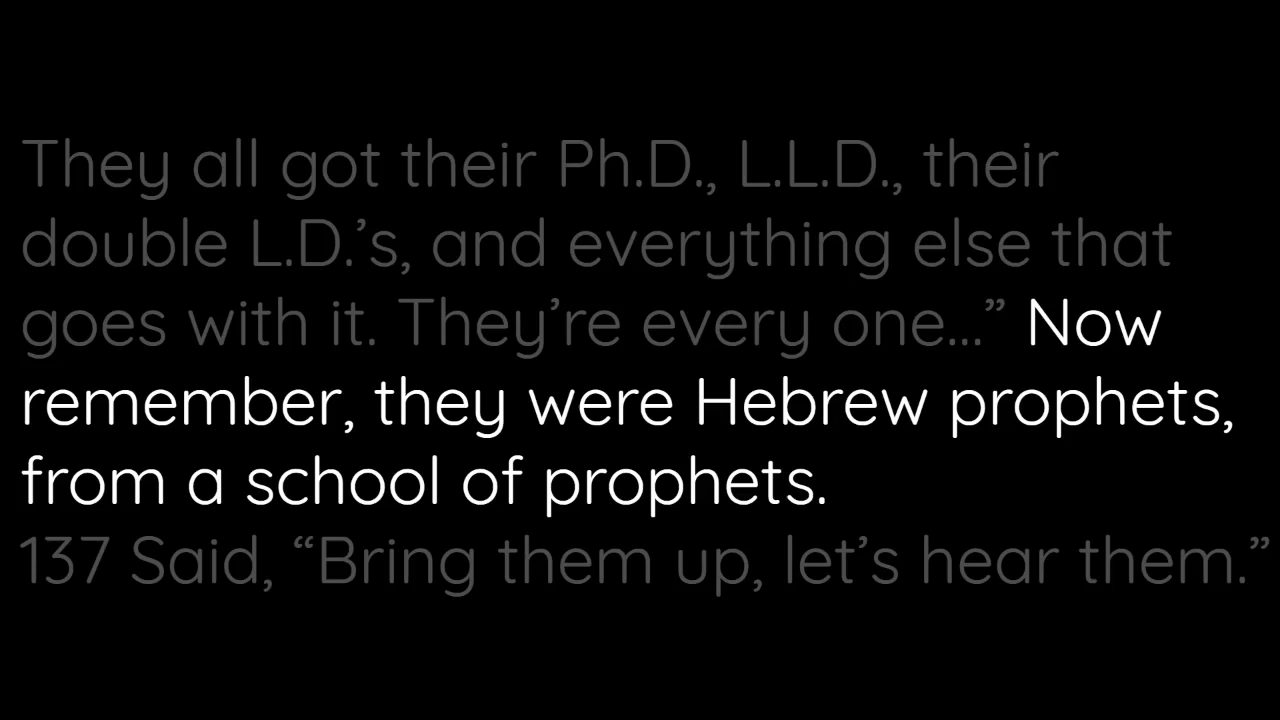 They all got their Ph.D., L.L.D., their
double L.D.’s, and everything else that
goes with it. They’re every one...” Now
remember, they were Hebrew prophets,
from a school of prophets.
137 Said, “Bring them up, let’s hear them.”